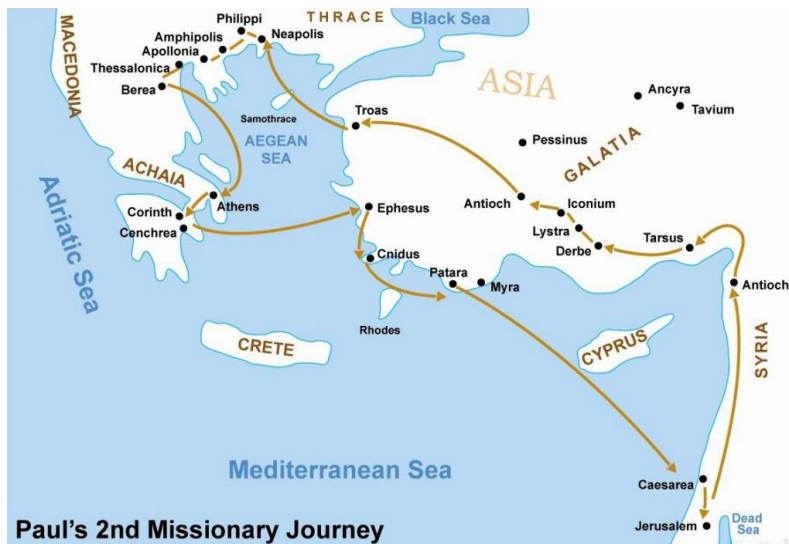 THRACE
Black Sea
MACEDONIA
Philippi
Amphipolis
Neapolis
Apollonia
Thessalonica
Berea
ASIA
Ancyra
Tavium
Samothrace
Troas
AEGEAN
SEA
Pessinus
GALATIA
ACHAIA
Adriatic Sea
Athens
Corinth
Cenchrea
Ephesus
Antioch
Iconium
Lystra
Derbe
Tarsus
Cnidus
Patara
Myra
Antioch
Rhodes
CRETE
CYPRUS
SYRIA
Mediterranean Sea
Caesarea
Jerusalem
Dead
Sea
Paul's 2nd Missionary Journey